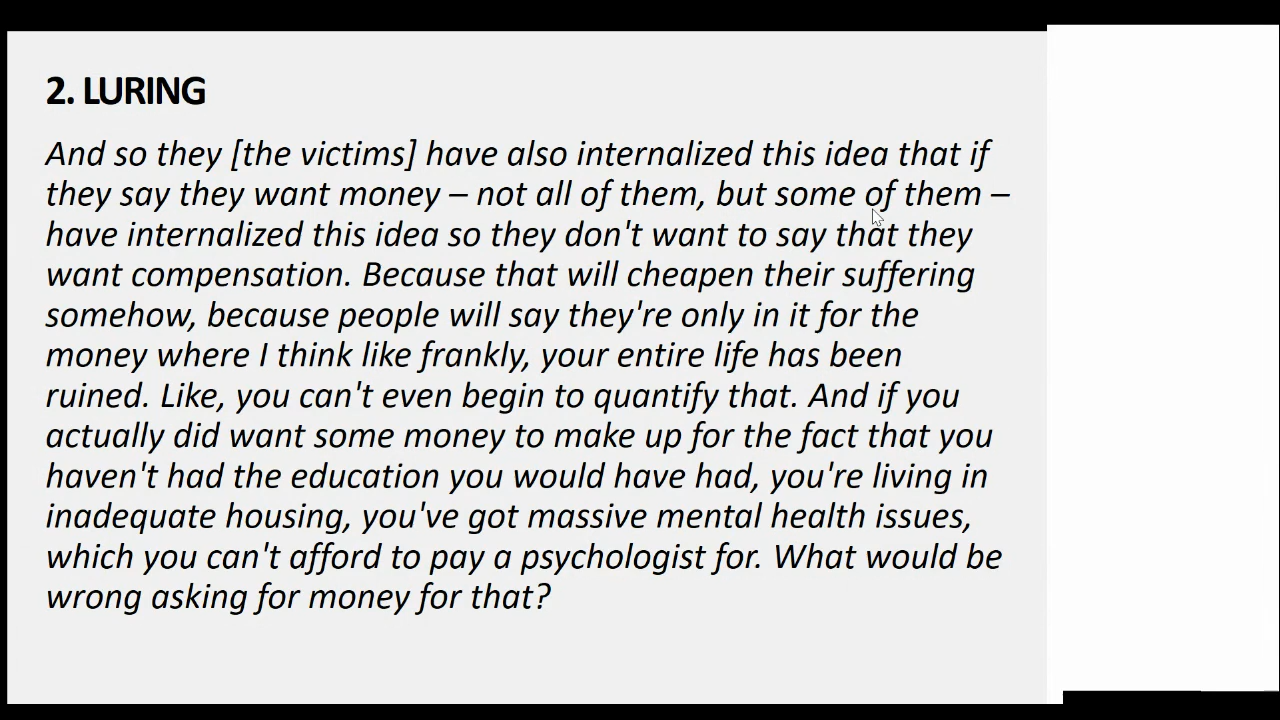 2. LURING
And so they [the victims] have also internalized this idea that if
they say they want money – not all of them, but some of them –
have internalized this idea so they don't want to say that they
want compensation. Because that will cheapen their suffering
somehow, because people will say they're only in it for the
money where I think like frankly, your entire life has been
ruined. Like, you can't even begin to quantify that. And if you
actually did want some money to make up for the fact that you
haven't had the education you would have had, you're living in
inadequate housing, you've got massive mental health issues,
which you can't afford to pay a psychologist for. What would be
wrong asking for money for that?